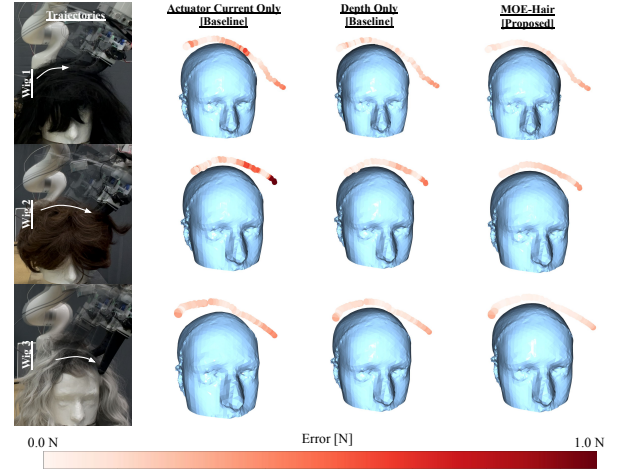 Trajectories
Actuator Current Only
[Baseline]
Depth Only
[Baseline]
MOE-Hair
[Proposed]
Wig 1
Wig 2
Wig 3
0.0 N
Error [N]
1.0 N